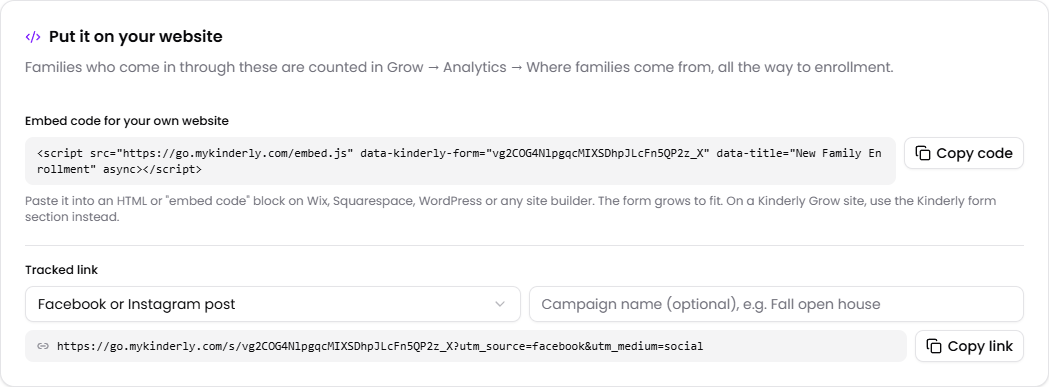 Put it on your website
Families who come in through these are counted in Grow → Analytics → Where families come from, all the way to enrollment.
Embed code for your own website
<script src="https://go.mykinderly.com/embed.js" data-kinderly-form="vg2COG4NlpgqcMIXSDhpJLcFn5QP2z_X" data-title="New Family En
rollment" async></script>
Copy code
Paste it into an HTML or "embed code" block on Wix, Squarespace, WordPress or any site builder. The form grows to fit. On a Kinderly Grow site, use the Kinderly form
section instead.
Tracked link
Facebook or Instagram post
Campaign name (optional), e.g. Fall open house
https://go.mykinderly.com/s/vg2COG4NlpgqcMIXSDhpJLcFn5QP2z_X?utm_source=facebook&utm_medium=social
Copy link